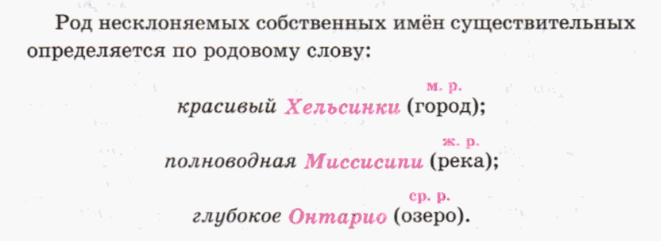 Род несклоняемых собственных имён существительных
определяется по родовому слову:
м. р.
красивый Хельсинки (город);
ж. р.
полноводная Миссисипи (река);
ср. р.
глубокое Онтарио (озеро).